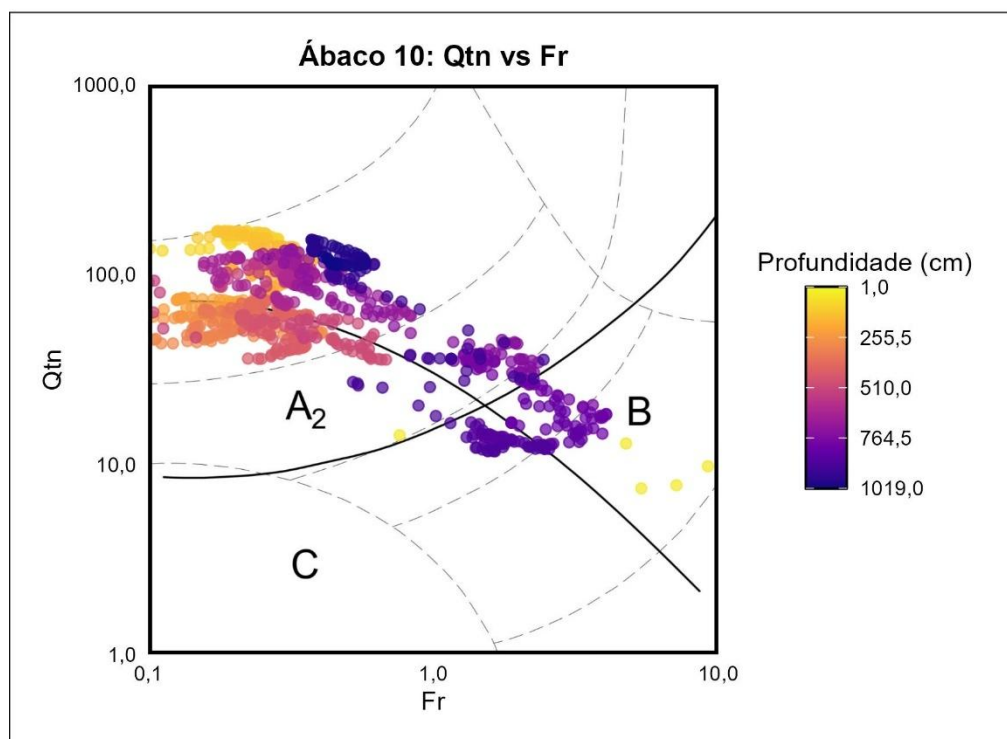 Ábaco 10: Qtn vs Fr
1000,0
100,0
10,0
1,0
Qtn
A2
B
C
0,1
1,0
10,0
Fr
Profundidade (cm)
1,0
255,5
510,0
764,5
1019,0